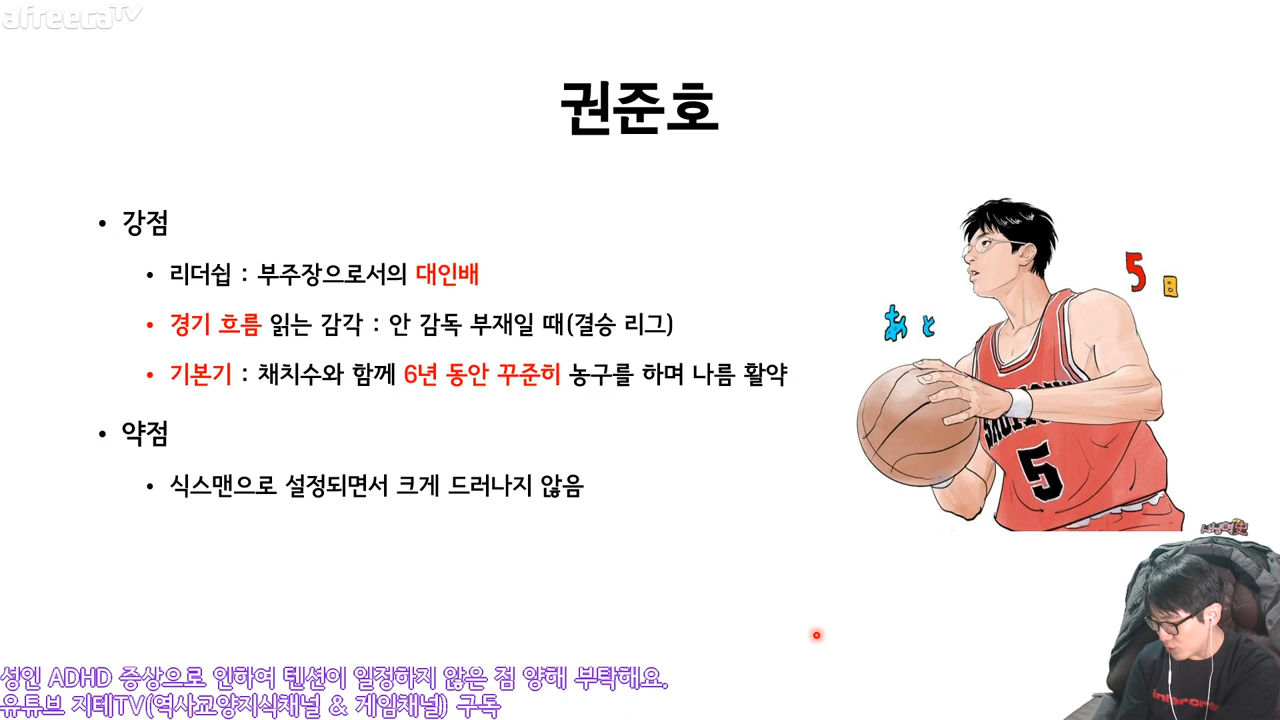 afreecaTV
권준호
• 강점
• 리더쉽 : 부주장으로서의 대인배
• 경기 흐름 읽는 감각 : 안 감독 부재일 때(결승 리그)
• 기본기 : 채치수와 함께 6년 동안 꾸준히 농구를 하며 나름 활약
• 약점
• 식스맨으로 설정되면서 크게 드러나지 않음
あと
5日
5
성인 ADHD 증상으로 인하여 텐션이 일정하지 않은 점 양해 부탁해요.
유튜브 지테TV(역사교양지식채널 & 게임채널) 구독